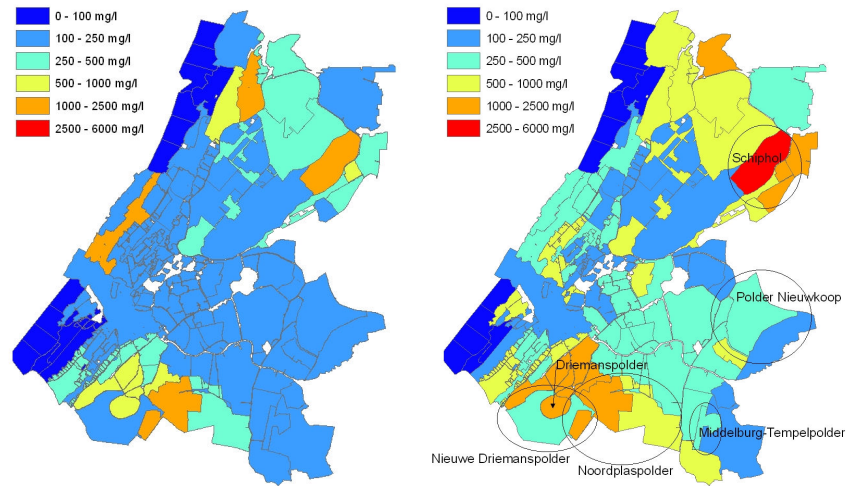 0 - 100 mg/l
100 - 250 mg/l
250 - 500 mg/l
500 - 1000 mg/l
1000 - 2500 mg/l
2500 - 6000 mg/l
0 - 100 mg/l
100 - 250 mg/l
250 - 500 mg/l
500 - 1000 mg/l
1000 - 2500 mg/l
2500 - 6000 mg/l
Schiphol
Polder Nieuwkoop
Driemanspolder
Middelburg-Tempelpolder
Nieuwe Driemanspolder
Noordplaspolder